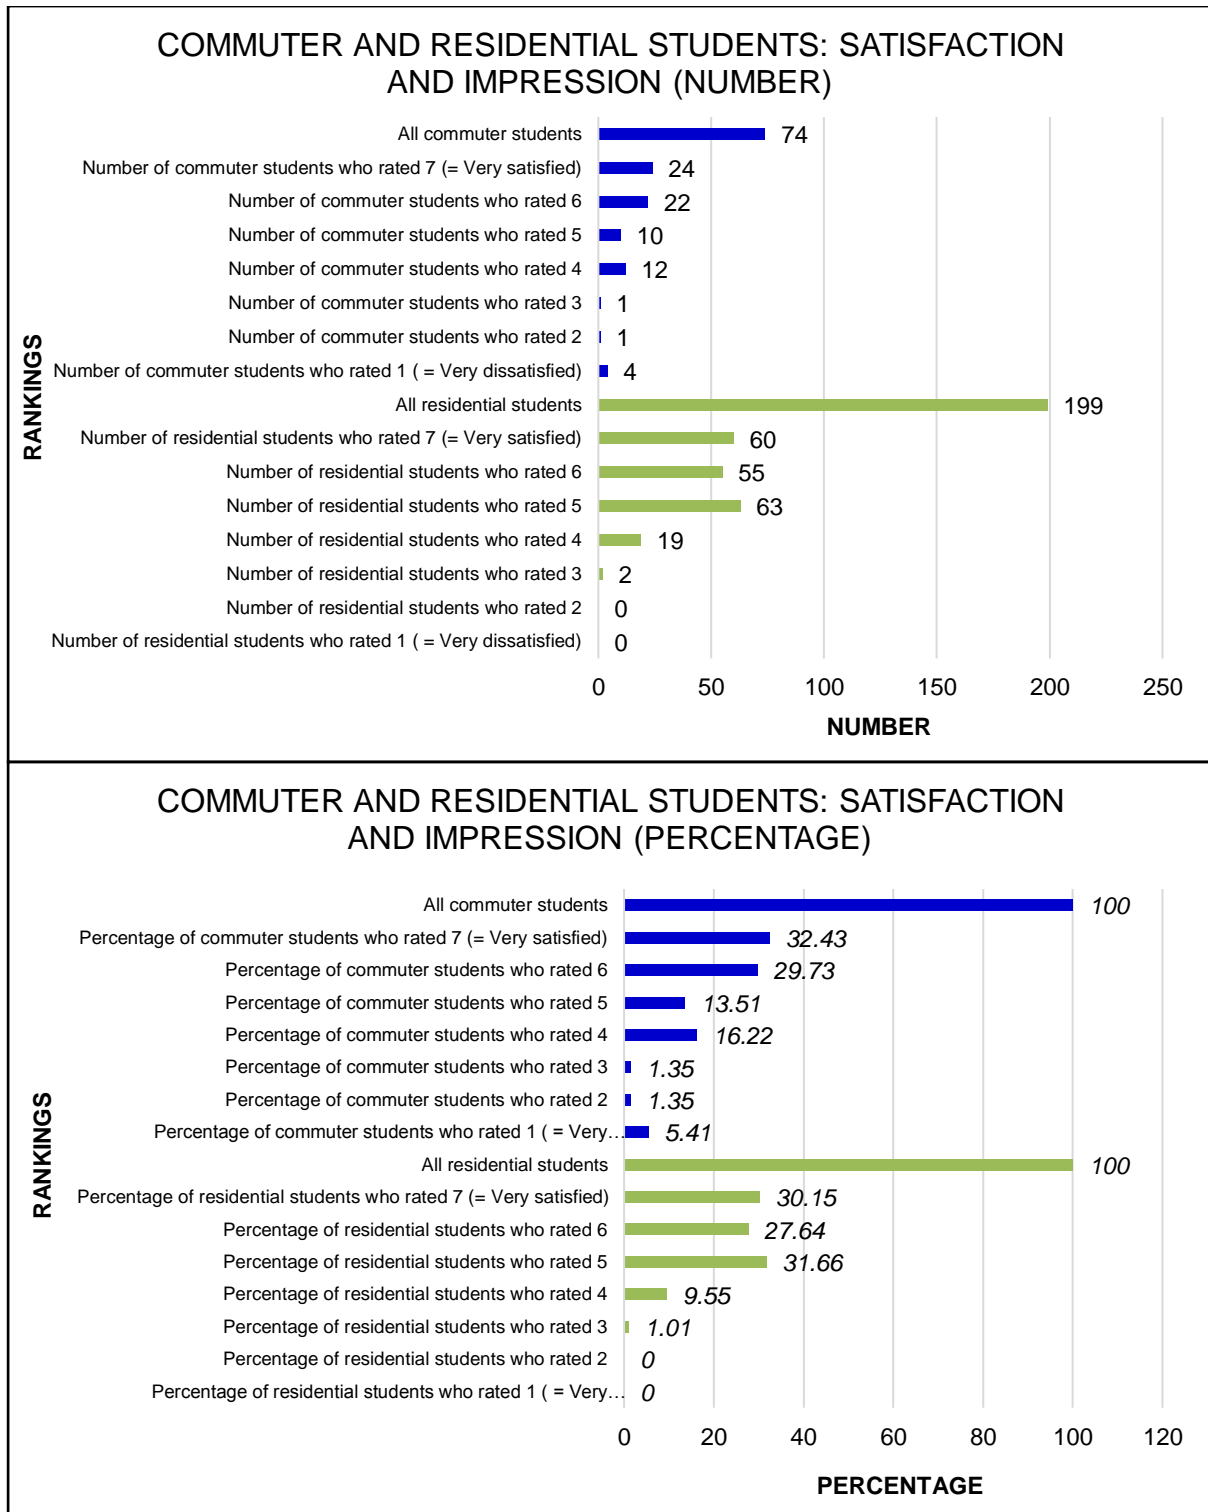 COMMUTER AND RESIDENTIAL STUDENTS: SATISFACTION
AND IMPRESSION (NUMBER)
RANKINGS
All commuter students 74
Number of commuter students who rated 7 (= Very satisfied) 24
Number of commuter students who rated 6 22
Number of commuter students who rated 5 10
Number of commuter students who rated 4 12
Number of commuter students who rated 3 1
Number of commuter students who rated 2 1
Number of commuter students who rated 1 ( = Very dissatisfied) 4
All residential students 199
Number of residential students who rated 7 (= Very satisfied) 60
Number of residential students who rated 6 55
Number of residential students who rated 5 63
Number of residential students who rated 4 19
Number of residential students who rated 3 2
Number of residential students who rated 2 0
Number of residential students who rated 1 ( = Very dissatisfied) 0
0 50 100 150 200 250
NUMBER
COMMUTER AND RESIDENTIAL STUDENTS: SATISFACTION
AND IMPRESSION (PERCENTAGE)
RANKINGS
All commuter students 100
Percentage of commuter students who rated 7 (= Very satisfied) 32.43
Percentage of commuter students who rated 6 29.73
Percentage of commuter students who rated 5 13.51
Percentage of commuter students who rated 4 16.22
Percentage of commuter students who rated 3 1.35
Percentage of commuter students who rated 2 1.35
Percentage of commuter students who rated 1 ( = Very… 5.41
All residential students 100
Percentage of residential students who rated 7 (= Very satisfied) 30.15
Percentage of residential students who rated 6 27.64
Percentage of residential students who rated 5 31.66
Percentage of residential students who rated 4 9.55
Percentage of residential students who rated 3 1.01
Percentage of residential students who rated 2 0
Percentage of residential students who rated 1 ( = Very… 0
0 20 40 60 80 100 120
PERCENTAGE